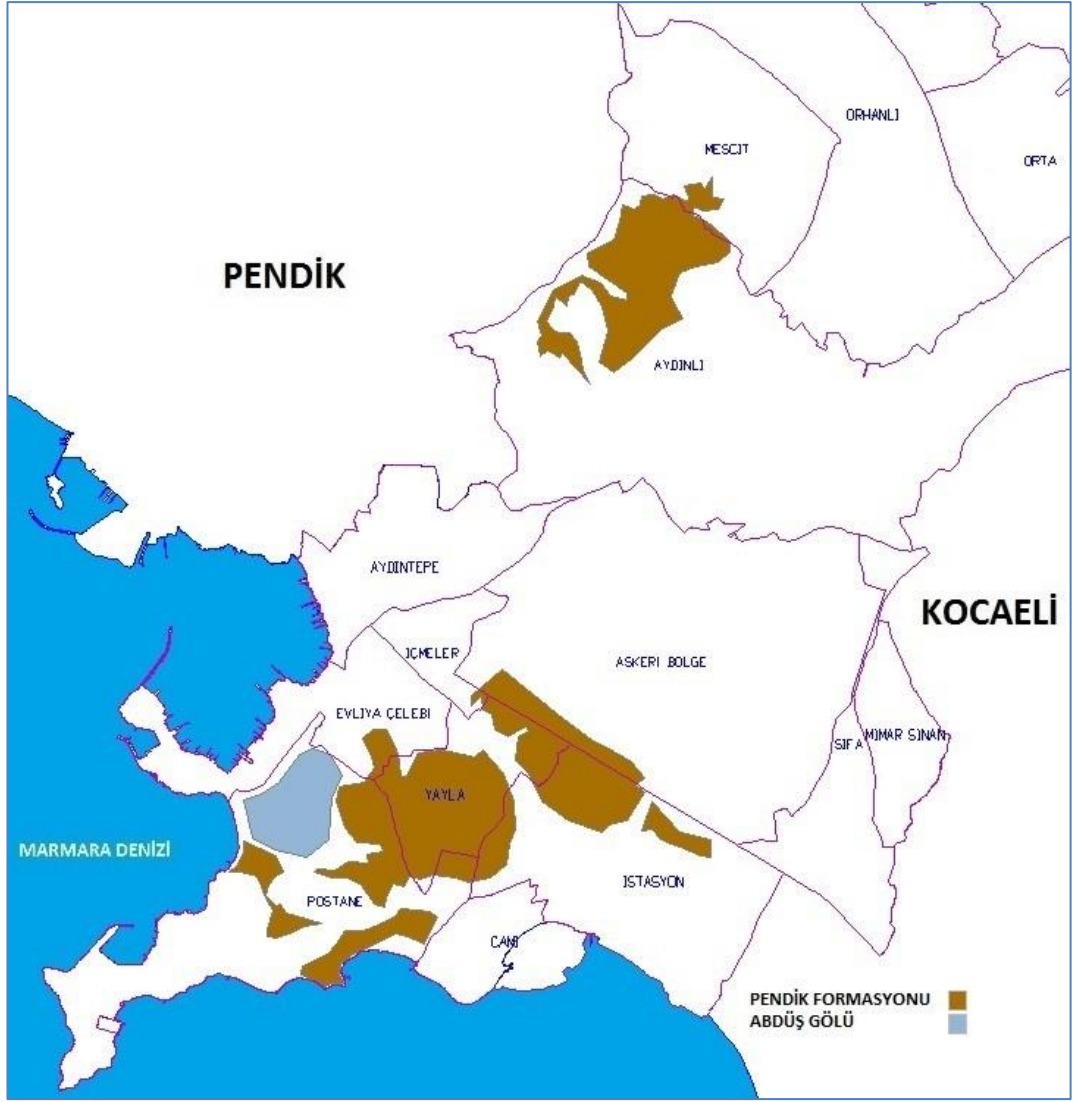 ORHANLI
MESCIT
ORTA
PENDİK
AYDINLI
AYDINTEPE
KOCAELİ
IÇMELER
ASKERI BOLGE
EVLIYA ÇELEBI
SIFA
MIMAR SINAN
YAYLA
MARMARA DENİZİ
ISTASYON
POSTANE
CAMI
PENDİK FORMASYONU
ABDÜŞ GÖLÜ